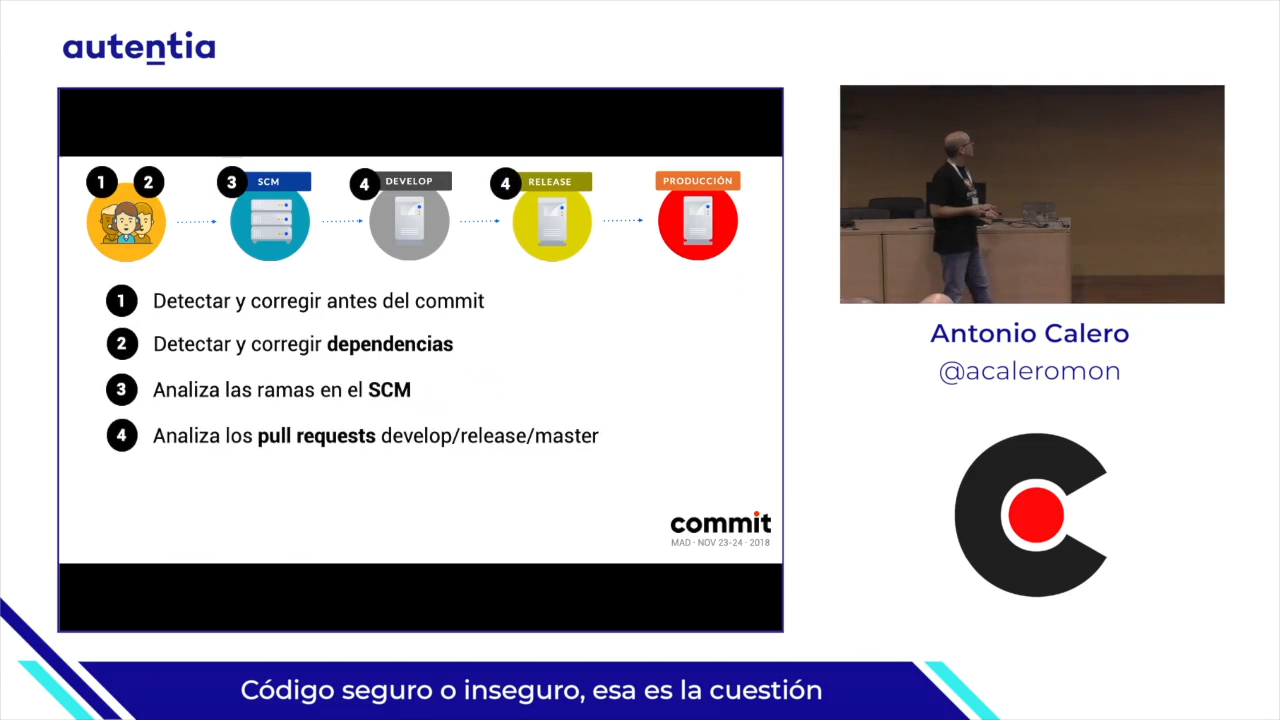 autentia
1 2 3 SCM 4 DEVELOP 4 RELEASE PRODUCCIÓN
1 Detectar y corregir antes del commit
2 Detectar y corregir dependencias
3 Analiza las ramas en el SCM
4 Analiza los pull requests develop/release/master
commit
MAD · NOV 23-24 · 2018
Antonio Calero
@acaleromon
Código seguro o inseguro, esa es la cuestión